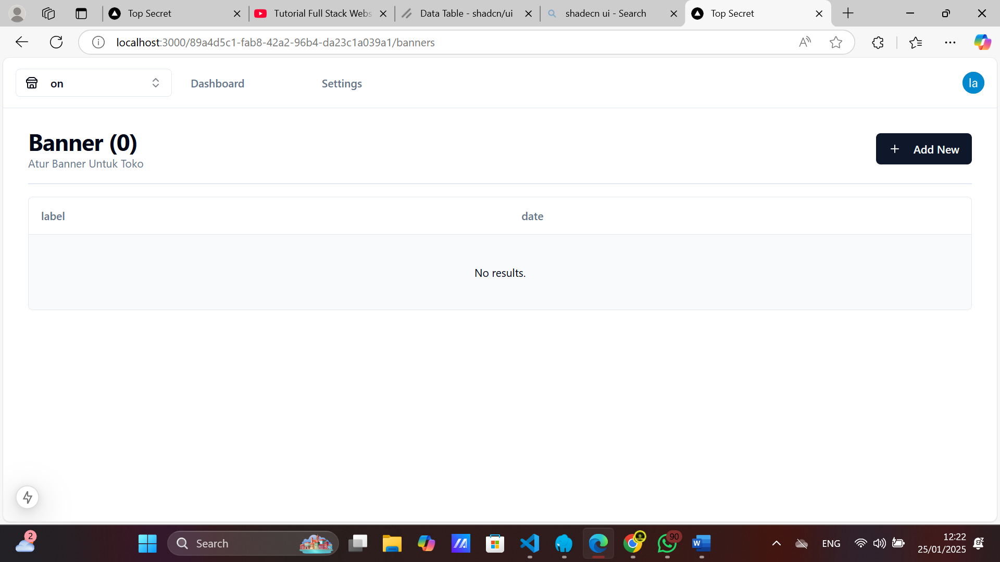 Top Secret
Tutorial Full Stack Webs
Data Table - shadcn/ui
shadecn ui - Search
Top Secret
localhost:3000/89a4d5c1-fab8-42a2-96b4-da23c1a039a1/banners
on
Dashboard
Settings
la
Banner (0)
Atur Banner Untuk Toko
Add New
label
date
No results.
2
Search
90
ENG
12:22
25/01/2025